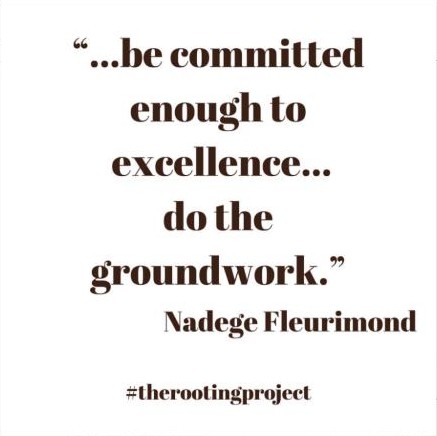 “...be committed
enough to
excellence...
do the
groundwork.”
Nadege Fleurimond
#therootingproject